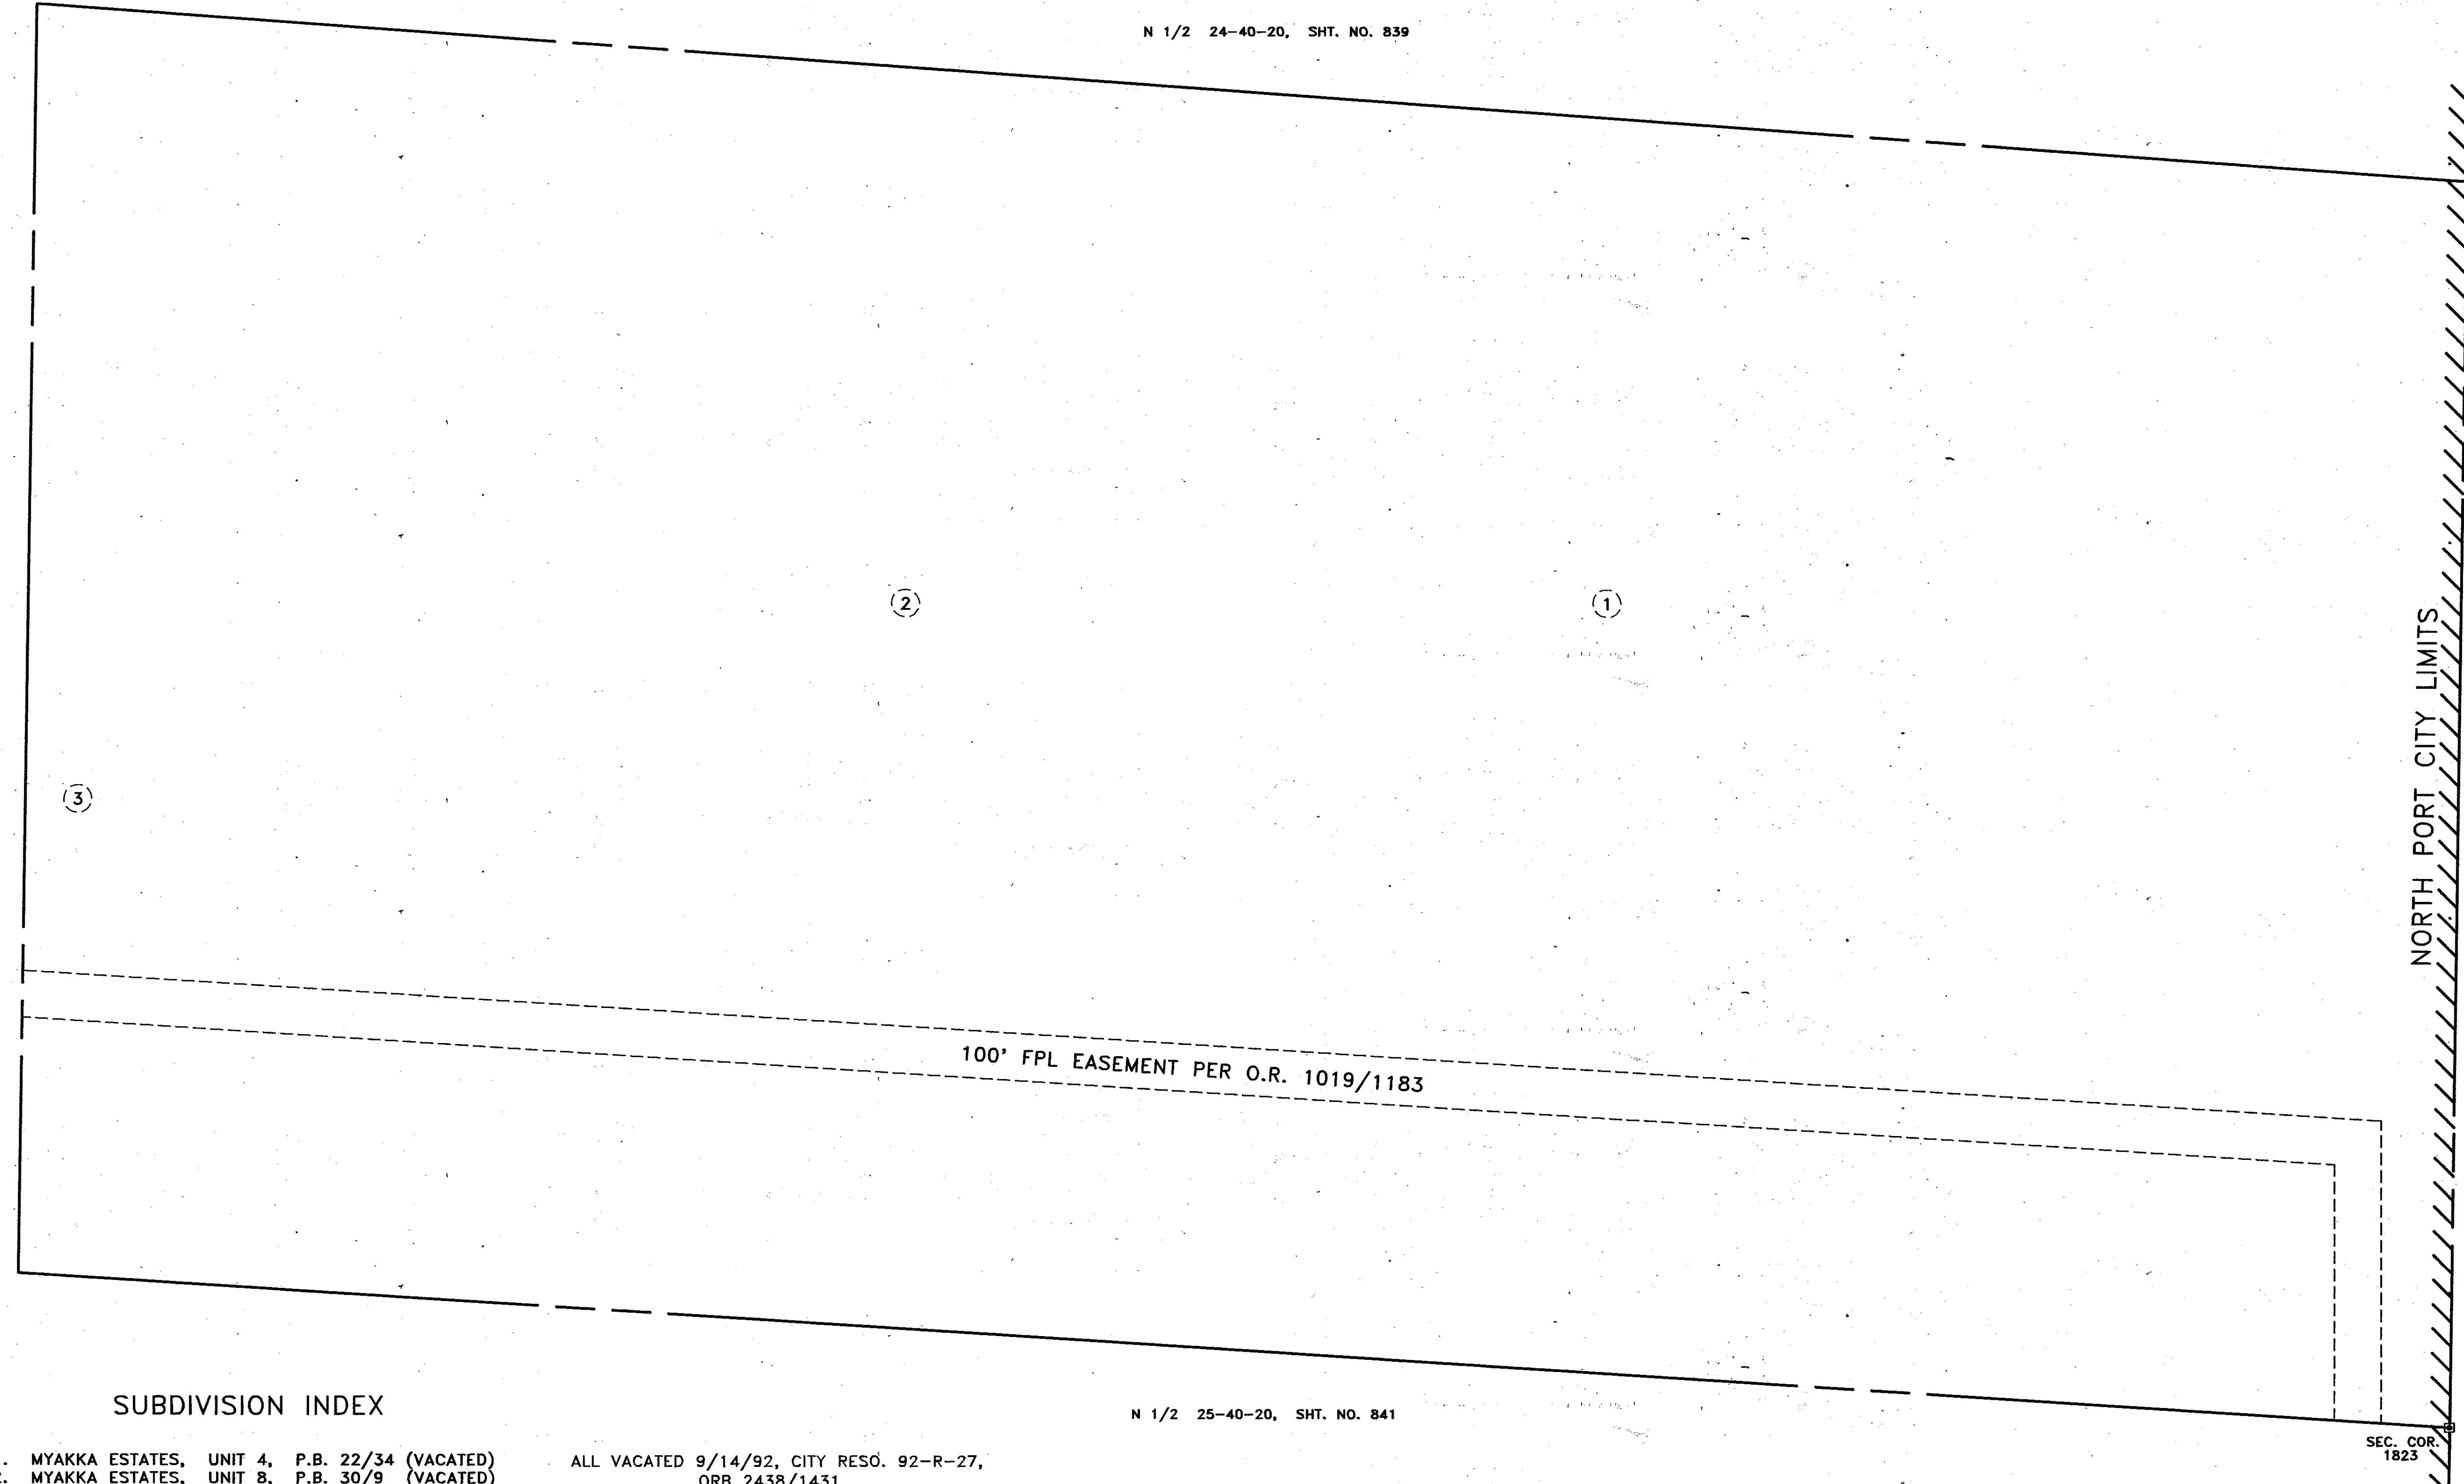 N 1/2 24-40-20, SHT. NO. 839
2
1
NORTH PORT CITY LIMITS
3
100' FPL EASEMENT PER O.R. 1019/1183
SUBDIVISION INDEX
N 1/2 25-40-20, SHT. NO. 841
SEC. COR.
1823
. MYAKKA ESTATES, UNIT 4, P.B. 22/34 (VACATED)
. MYAKKA ESTATES, UNIT 8, P.B. 30/9 (VACATED)
ALL VACATED 9/14/92, CITY RESO. 92-R-27,
ORB 2438/1431